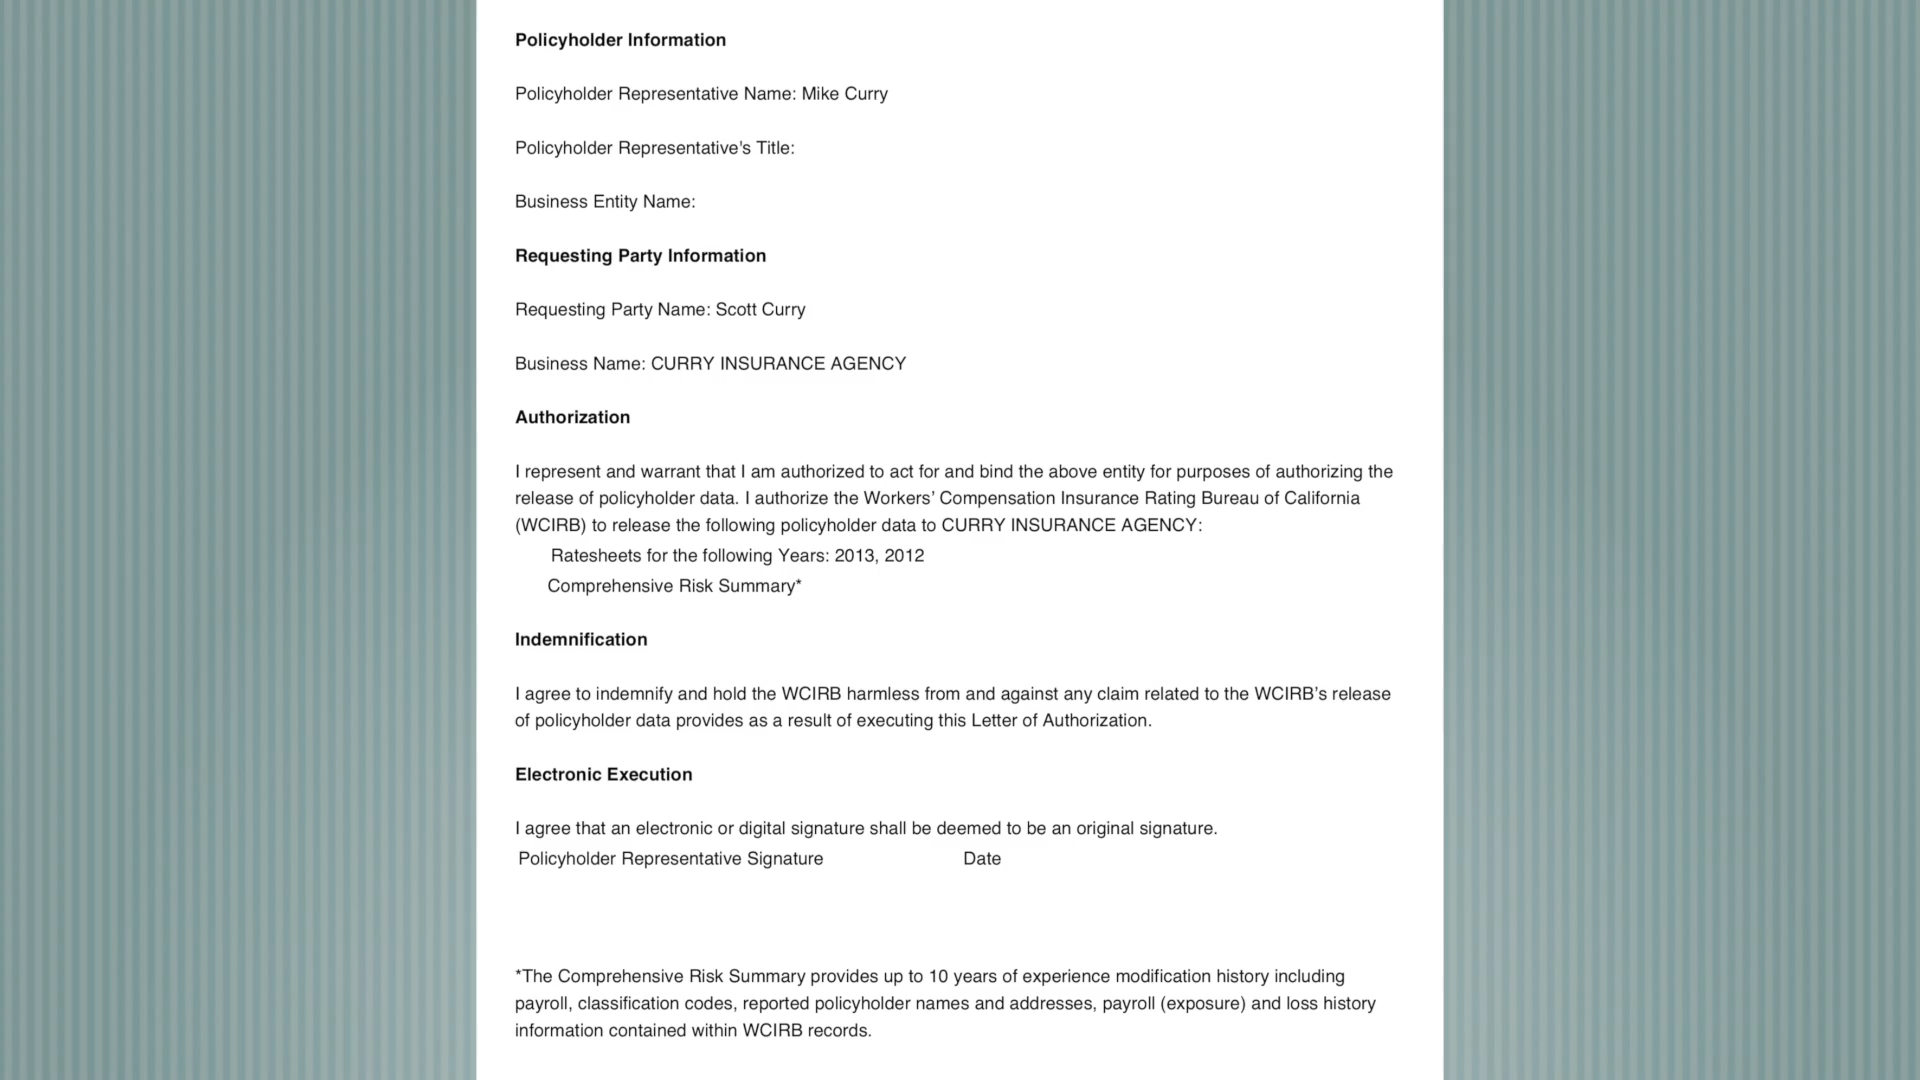 Policyholder Information
Policyholder Representative Name: Mike Curry
Policyholder Representative's Title:
Business Entity Name:
Requesting Party Information
Requesting Party Name: Scott Curry
Business Name: CURRY INSURANCE AGENCY
Authorization
I represent and warrant that I am authorized to act for and bind the above entity for purposes of authorizing the
release of policyholder data. I authorize the Workers’ Compensation Insurance Rating Bureau of California
(WCIRB) to release the following policyholder data to CURRY INSURANCE AGENCY:
Ratesheets for the following Years: 2013, 2012
Comprehensive Risk Summary*
Indemnification
I agree to indemnify and hold the WCIRB harmless from and against any claim related to the WCIRB’s release
of policyholder data provides as a result of executing this Letter of Authorization.
Electronic Execution
I agree that an electronic or digital signature shall be deemed to be an original signature.
Policyholder Representative Signature Date
*The Comprehensive Risk Summary provides up to 10 years of experience modification history including
payroll, classification codes, reported policyholder names and addresses, payroll (exposure) and loss history
information contained within WCIRB records.